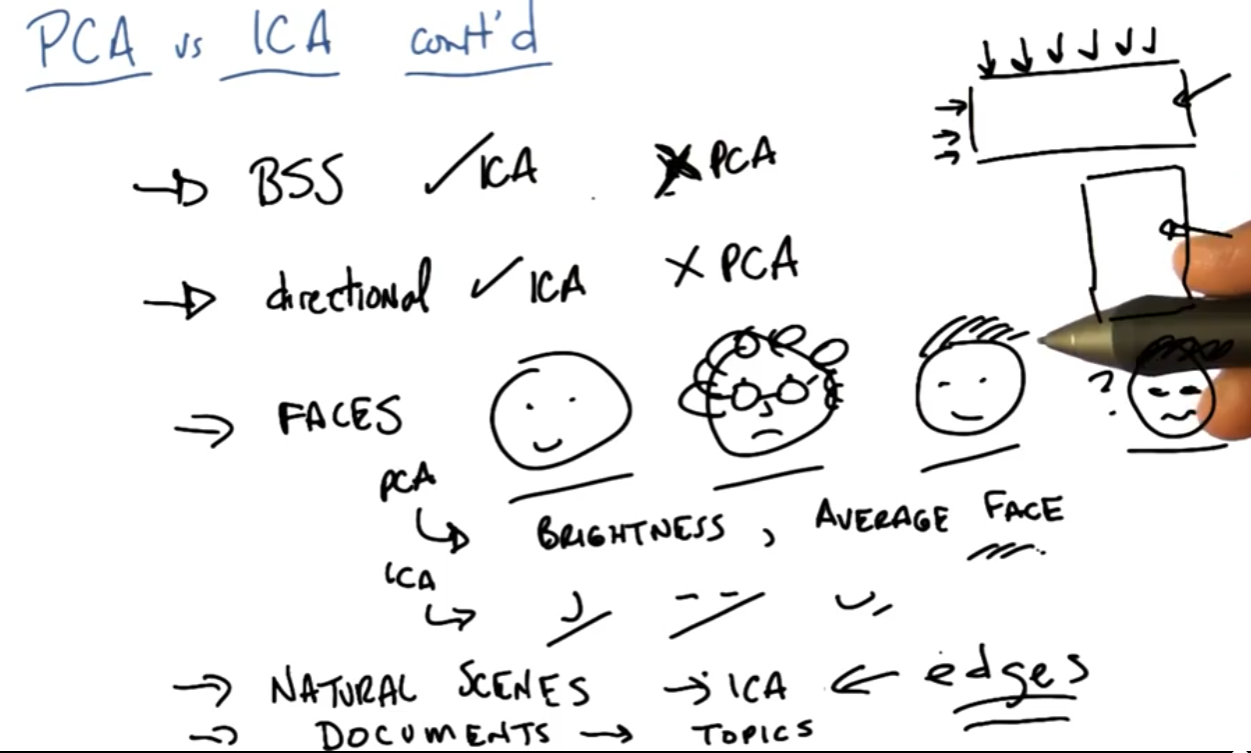 PCA vs ICA cont'd
→ BSS ✓ICA ✗PCA
→ directional ✓ICA ✗PCA
→ FACES
?
PCA
↳ BRIGHTNESS, AVERAGE FACE
ICA
↳
→ NATURAL SCENES → ICA ← edges
→ DOCUMENTS → TOPICS